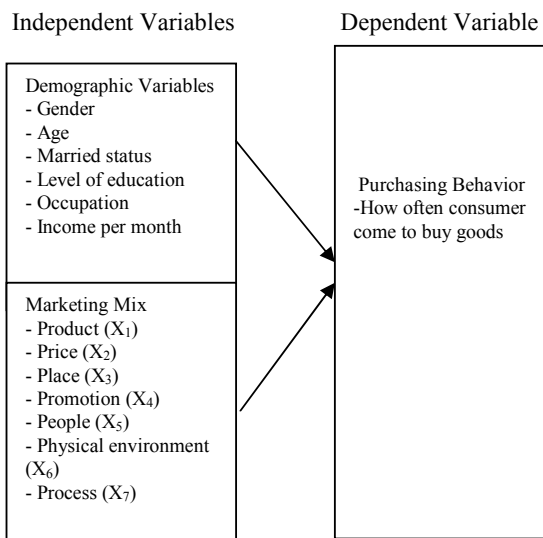 Independent Variables
Demographic Variables
- Gender
- Age
- Married status
- Level of education
- Occupation
- Income per month
Marketing Mix
- Product (X₁)
- Price (X₂)
- Place (X₃)
- Promotion (X₄)
- People (X₅)
- Physical environment
(X₆)
- Process (X₇)
Dependent Variable
Purchasing Behavior
-How often consumer
come to buy goods